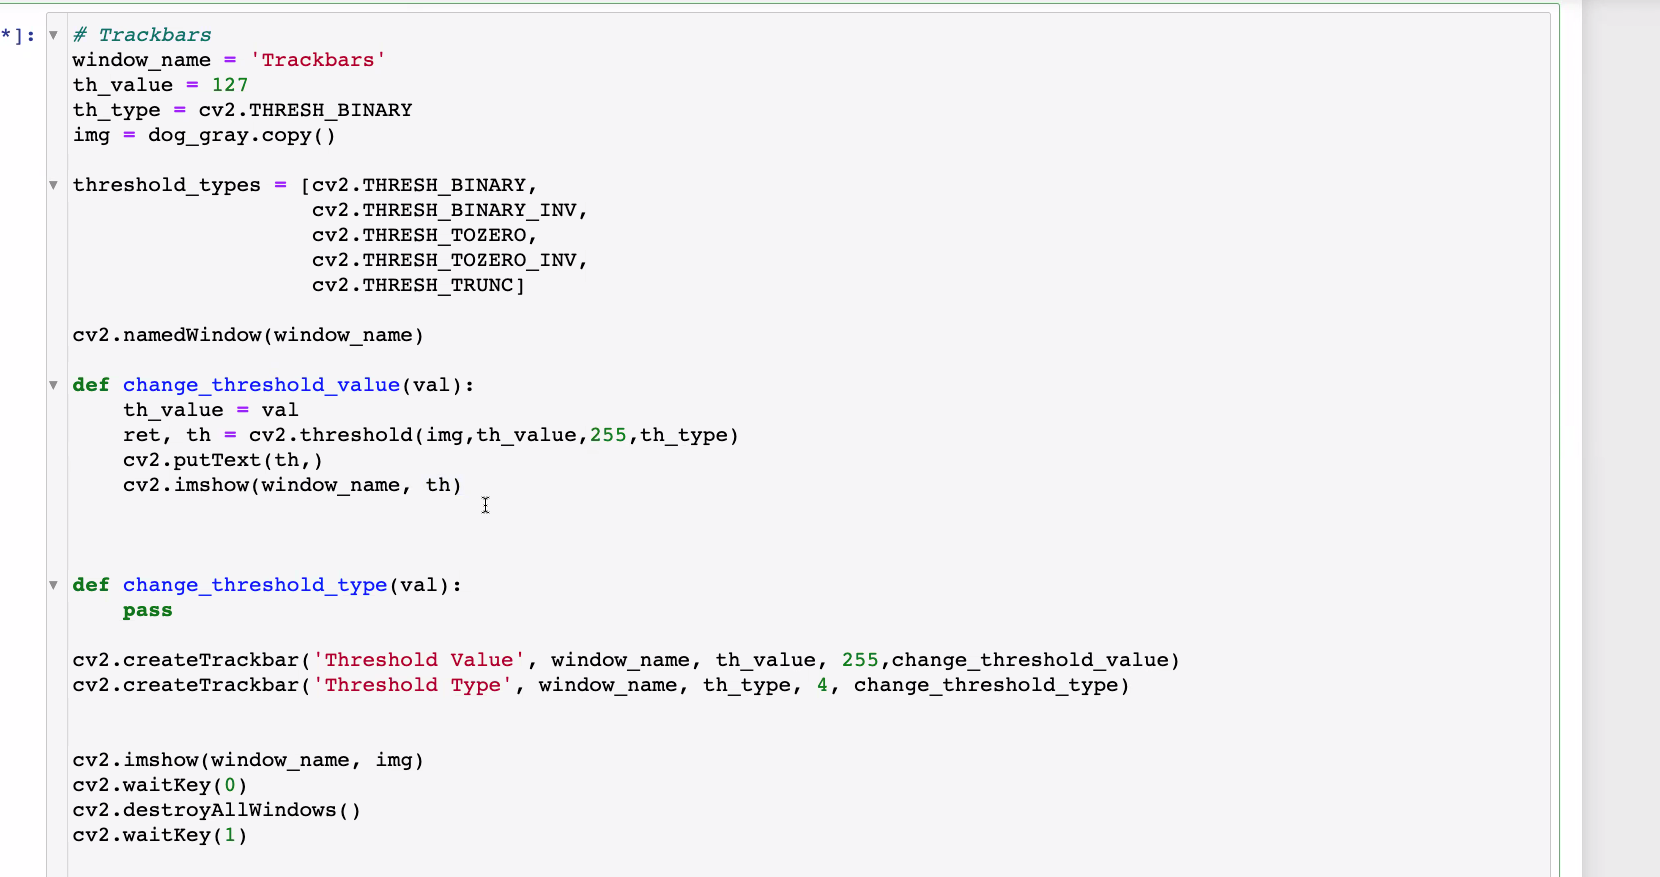 *]:
# Trackbars
window_name = 'Trackbars'
th_value = 127
th_type = cv2.THRESH_BINARY
img = dog_gray.copy()

threshold_types = [cv2.THRESH_BINARY,
                   cv2.THRESH_BINARY_INV,
                   cv2.THRESH_TOZERO,
                   cv2.THRESH_TOZERO_INV,
                   cv2.THRESH_TRUNC]

cv2.namedWindow(window_name)

def change_threshold_value(val):
    th_value = val
    ret, th = cv2.threshold(img,th_value,255,th_type)
    cv2.putText(th,)
    cv2.imshow(window_name, th)

def change_threshold_type(val):
    pass

cv2.createTrackbar('Threshold Value', window_name, th_value, 255,change_threshold_value)
cv2.createTrackbar('Threshold Type', window_name, th_type, 4, change_threshold_type)

cv2.imshow(window_name, img)
cv2.waitKey(0)
cv2.destroyAllWindows()
cv2.waitKey(1)